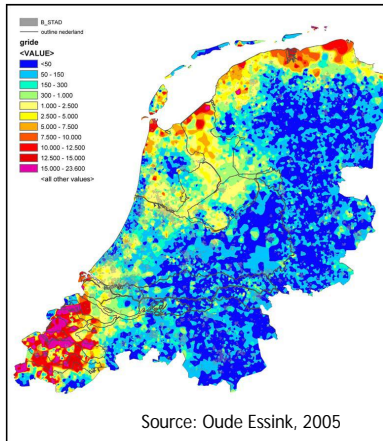 B_STAD
outline nederland
gride
<VALUE>
<50
50 - 150
150 - 300
300 - 1.000
1.000 - 2.500
2.500 - 5.000
5.000 - 7.500
7.500 - 10.000
10.000 - 12.500
12.500 - 15.000
15.000 - 23.600
<all other values>
Source: Oude Essink, 2005